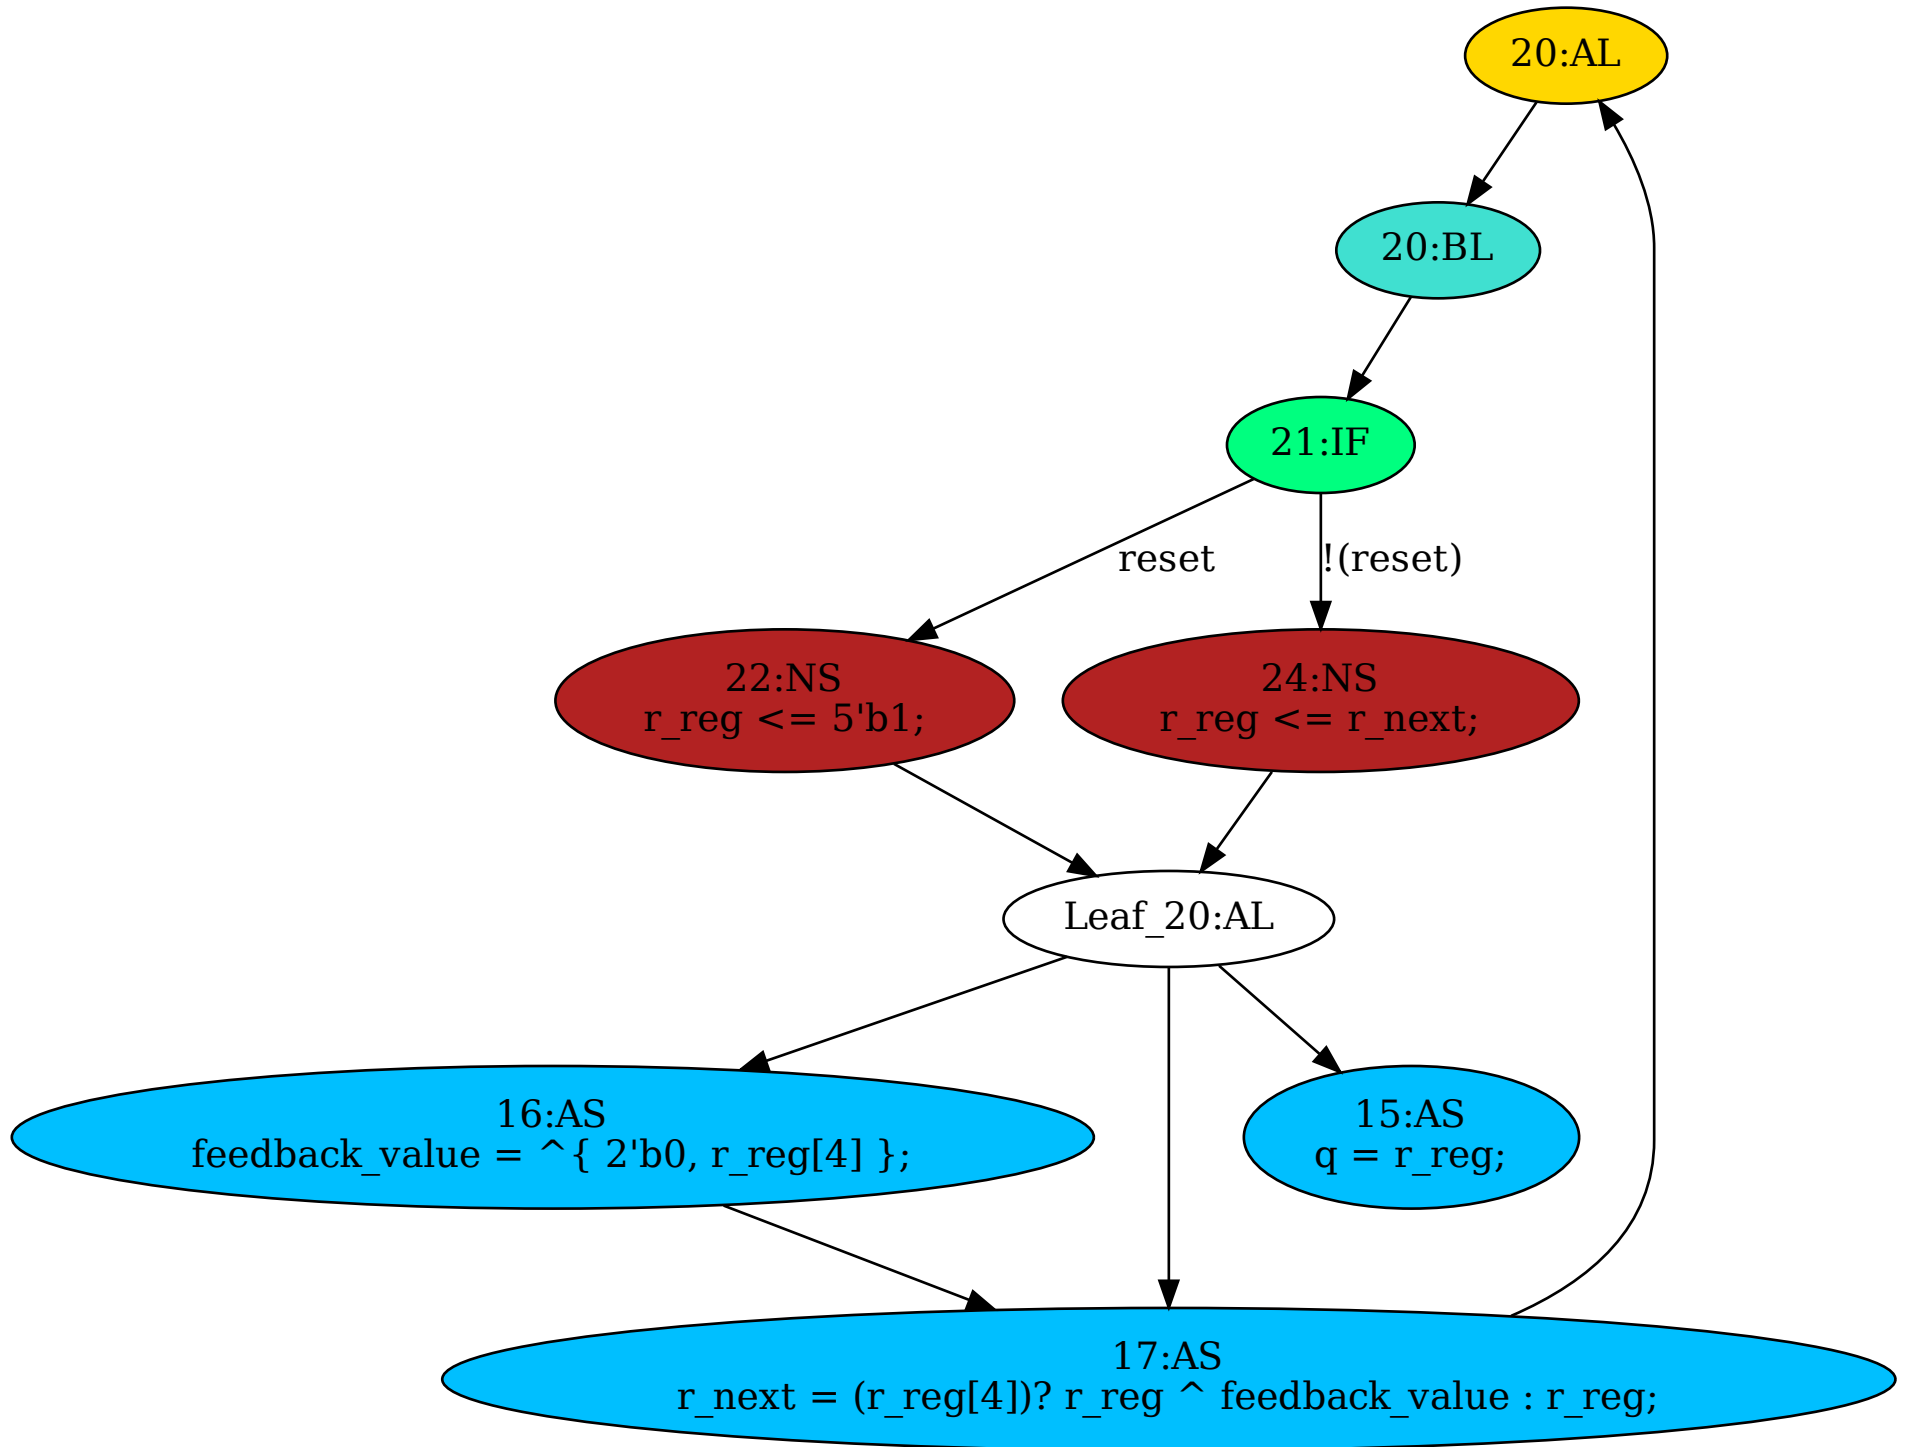 20:AL
20:BL
21:IF
reset
!(reset)
22:NS
r_reg <= 5'b1;
24:NS
r_reg <= r_next;
Leaf_20:AL
16:AS
feedback_value = ^{ 2'b0, r_reg[4] };
15:AS
q = r_reg;
17:AS
r_next = (r_reg[4])? r_reg ^ feedback_value : r_reg;